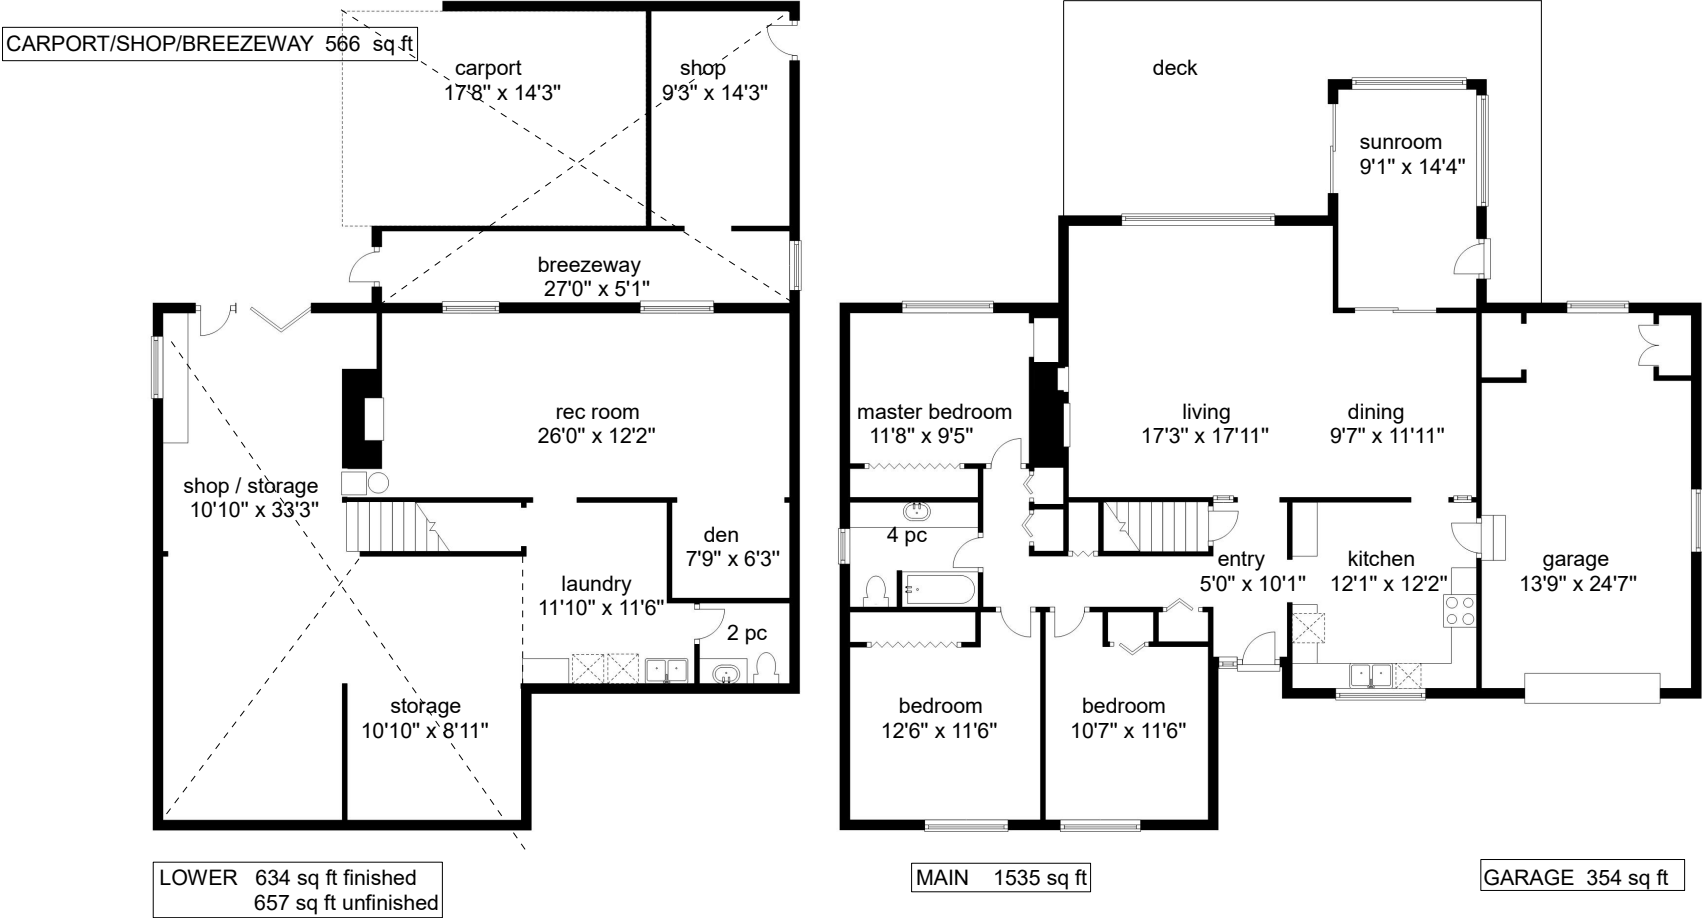 CARPORT/SHOP/BREEZEWAY 566 sq ft
carport
17'8" x 14'3"
shop
9'3" x 14'3"
breezeway
27'0" x 5'1"
rec room
26'0" x 12'2"
shop / storage
10'10" x 33'3"
den
7'9" x 6'3"
laundry
11'10" x 11'6"
2 pc
storage
10'10" x 8'11"
LOWER 634 sq ft finished
657 sq ft unfinished
deck
sunroom
9'1" x 14'4"
master bedroom
11'8" x 9'5"
living
17'3" x 17'11"
dining
9'7" x 11'11"
4 pc
entry
5'0" x 10'1"
kitchen
12'1" x 12'2"
garage
13'9" x 24'7"
bedroom
12'6" x 11'6"
bedroom
10'7" x 11'6"
MAIN 1535 sq ft
GARAGE 354 sq ft